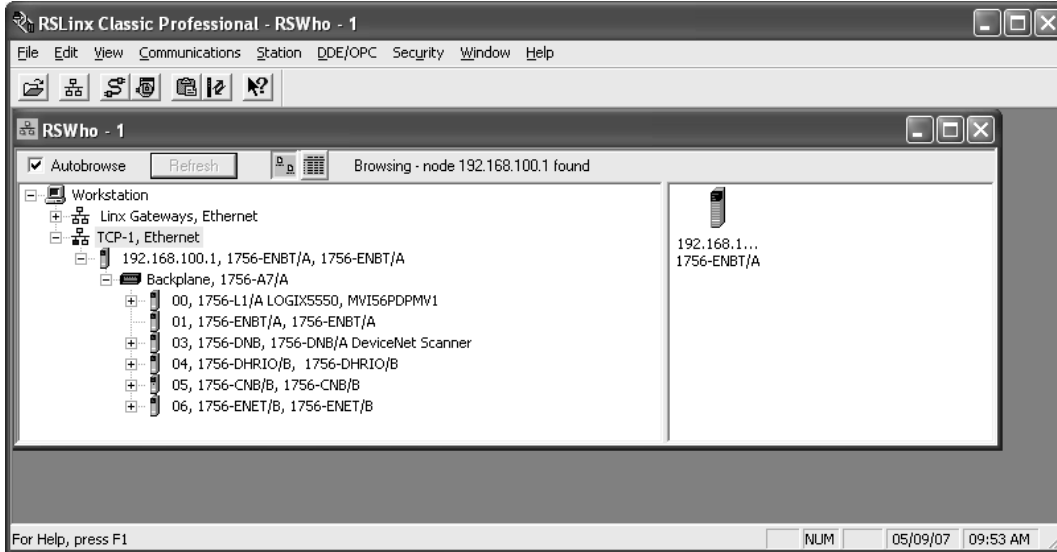 RSLinx Classic Professional - RSWho - 1
File Edit View Communications Station DDE/OPC Security Window Help
RSWho - 1
Autobrowse Refresh Browsing - node 192.168.100.1 found
Workstation
Linx Gateways, Ethernet
TCP-1, Ethernet
192.168.100.1, 1756-ENBT/A, 1756-ENBT/A
Backplane, 1756-A7/A
00, 1756-L1/A LOGIX5550, MVI56PDPMV1
01, 1756-ENBT/A, 1756-ENBT/A
03, 1756-DNB, 1756-DNB/A DeviceNet Scanner
04, 1756-DHRIO/B, 1756-DHRIO/B
05, 1756-CNB/B, 1756-CNB/B
06, 1756-ENET/B, 1756-ENET/B
192.168.1...
1756-ENBT/A
For Help, press F1 NUM 05/09/07 09:53 AM